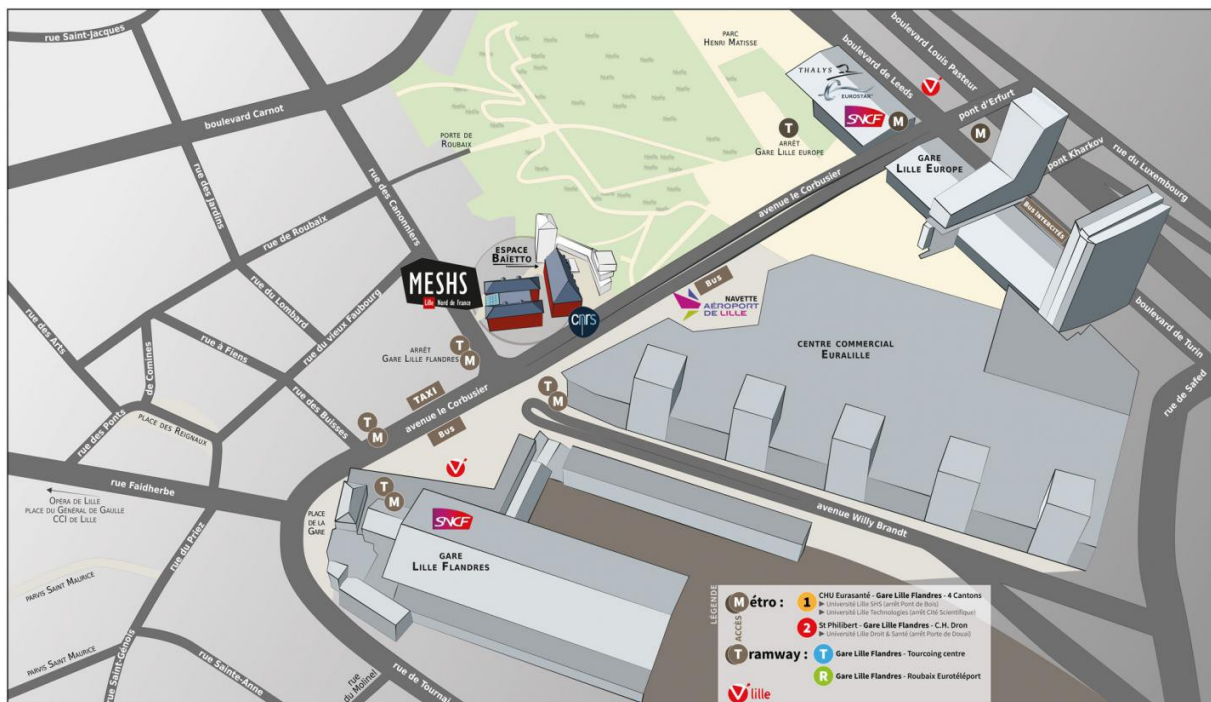 rue Saint-Jacques
boulevard Carnot
rue des Jardins
rue des Canonniers
rue de Roubaix
PORTE DE
ROUBAIX
PARC
HENRI MATISSE
THALYS
EUROSTAR
SNCF
M
boulevard de Leeds
boulevard Louis Pasteur
V
pont d'Erfurt
M
pont Kharkov
rue du Luxembourg
T
ARRÊT
GARE LILLE EUROPE
GARE
LILLE EUROPE
BUS INTERCITÉS
avenue le Corbusier
ESPACE
BAÏETTO
MESHS
Lille Nord de France
cnrs
BUS
NAVETTE
AÉROPORT
DE LILLE
CENTRE COMMERCIAL
EURALILLE
boulevard de Turin
rue de Safed
rue du Lombard
rue du vieux Faubourg
rue des Arts
rue à Fiens
de Comines
ARRÊT
GARE LILLE FLANDRES
T
M
TAXI
avenue le Corbusier
BUS
T
M
rue des Buisses
T
M
rue des Ponts
PLACE DES REIGNAUX
rue Faidherbe
OPÉRA DE LILLE
PLACE DU GÉNÉRAL DE GAULLE
CCI DE LILLE
PLACE
DE LA
GARE
T
M
V
SNCF
GARE
LILLE FLANDRES
avenue Willy Brandt
rue du Priez
PARVIS SAINT MAURICE
PARVIS SAINT MAURICE
rue Saint-Génois
rue Sainte-Anne
rue
du Molinel
rue de Tournai
LÉGENDE
ACCÈS
Métro :
1 CHU Eurasanté - Gare Lille Flandres - 4 Cantons
▶ Université Lille SHS (arrêt Pont de Bois)
▶ Université Lille Technologies (arrêt Cité Scientifique)
2 St Philibert - Gare Lille Flandres - C.H. Dron
▶ Université Lille Droit & Santé (arrêt Porte de Douai)
Tramway :
T Gare Lille Flandres - Tourcoing centre
R Gare Lille Flandres - Roubaix Eurotéléport
V lille